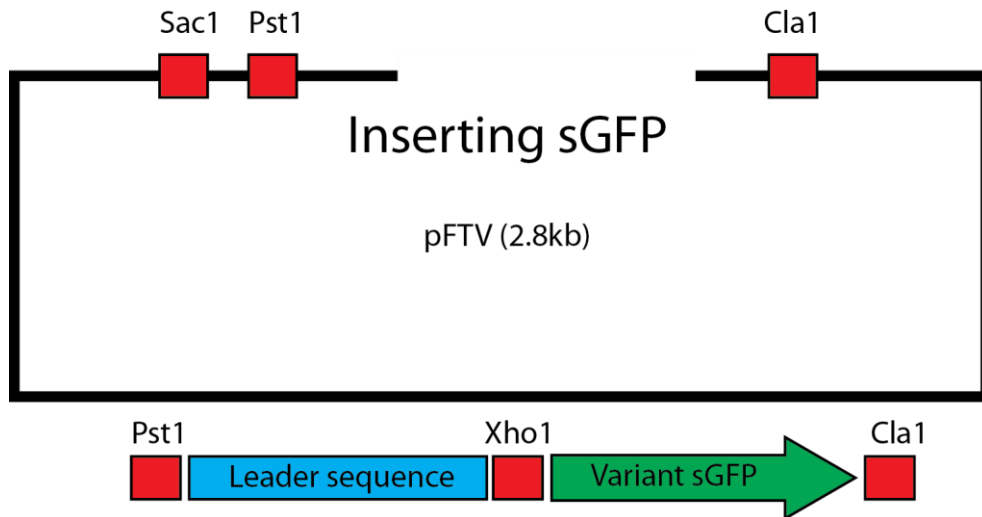 Sac1 Pst1 Cla1
Inserting sGFP
pFTV (2.8kb)
Pst1 Xho1 Cla1
Leader sequence Variant sGFP